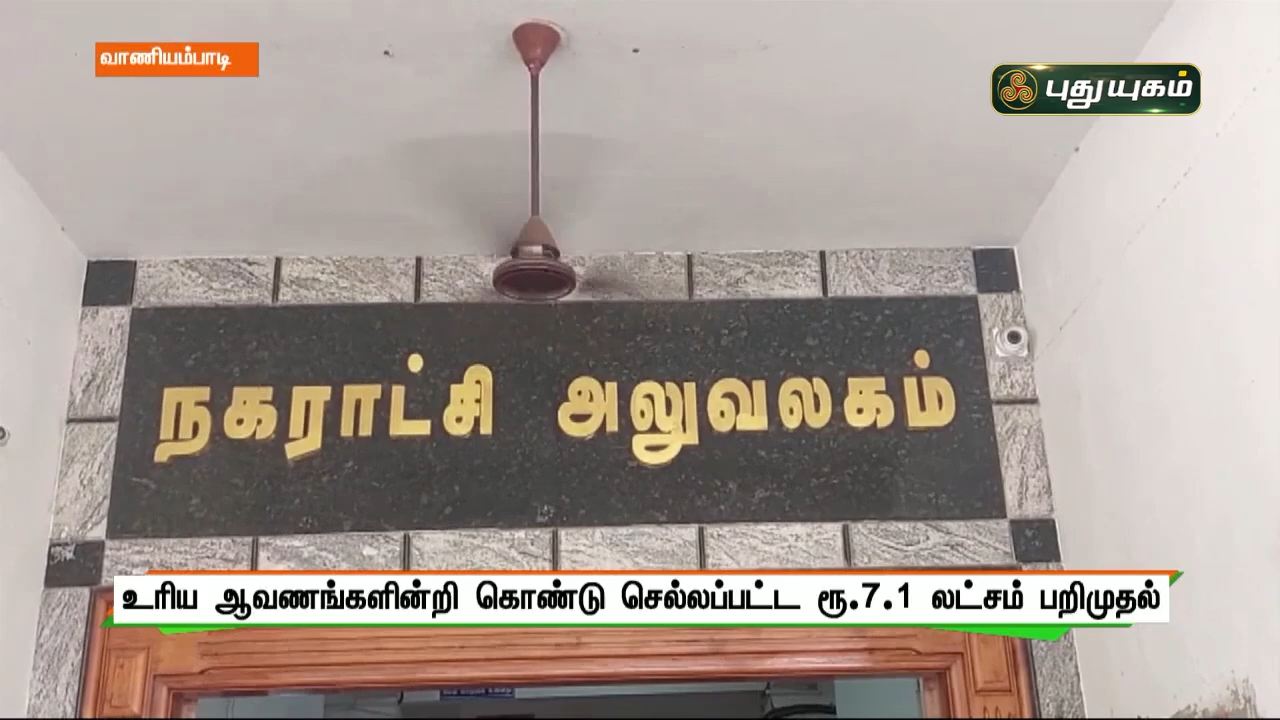 வாணியம்பாடி
புதுயுகம்
நகராட்சி அலுவலகம்
உரிய ஆவணங்களின்றி கொண்டு செல்லப்பட்ட ரூ.7.1 லட்சம் பறிமுதல்